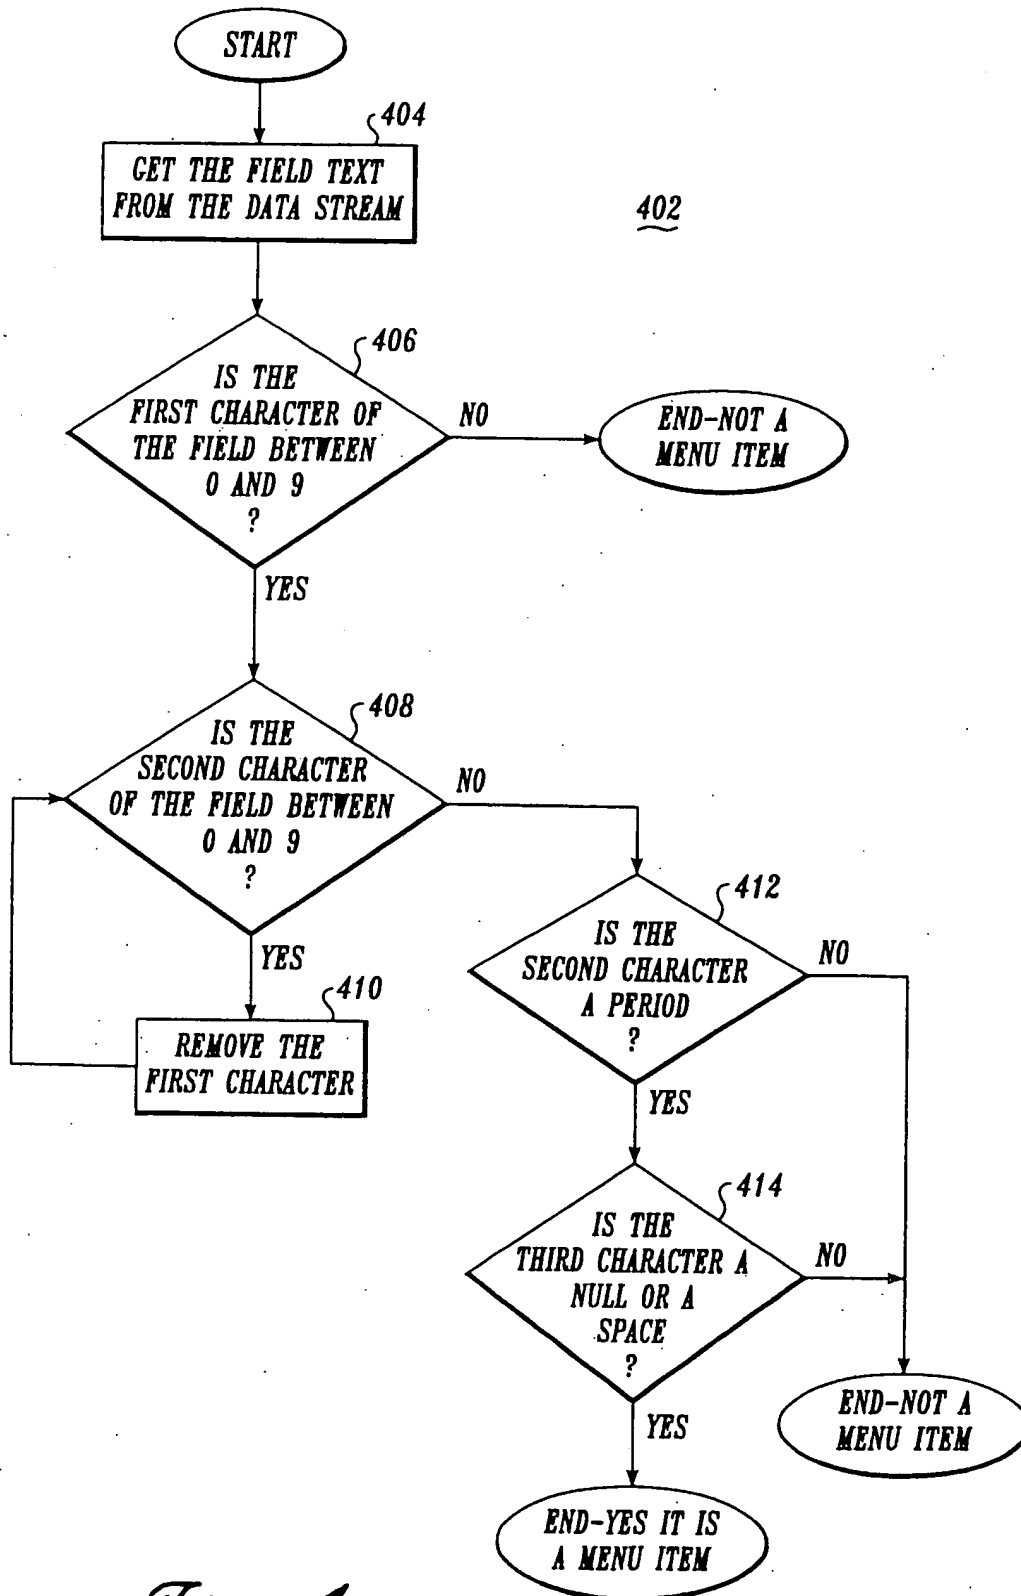 START
404
GET THE FIELD TEXT
FROM THE DATA STREAM
402
406
IS THE
FIRST CHARACTER OF
THE FIELD BETWEEN
0 AND 9
?
NO
END-NOT A
MENU ITEM
YES
408
IS THE
SECOND CHARACTER
OF THE FIELD BETWEEN
0 AND 9
?
NO
YES
410
REMOVE THE
FIRST CHARACTER
412
IS THE
SECOND CHARACTER
A PERIOD
?
NO
YES
414
IS THE
THIRD CHARACTER A
NULL OR A
SPACE
?
NO
YES
END-NOT A
MENU ITEM
END-YES IT IS
A MENU ITEM